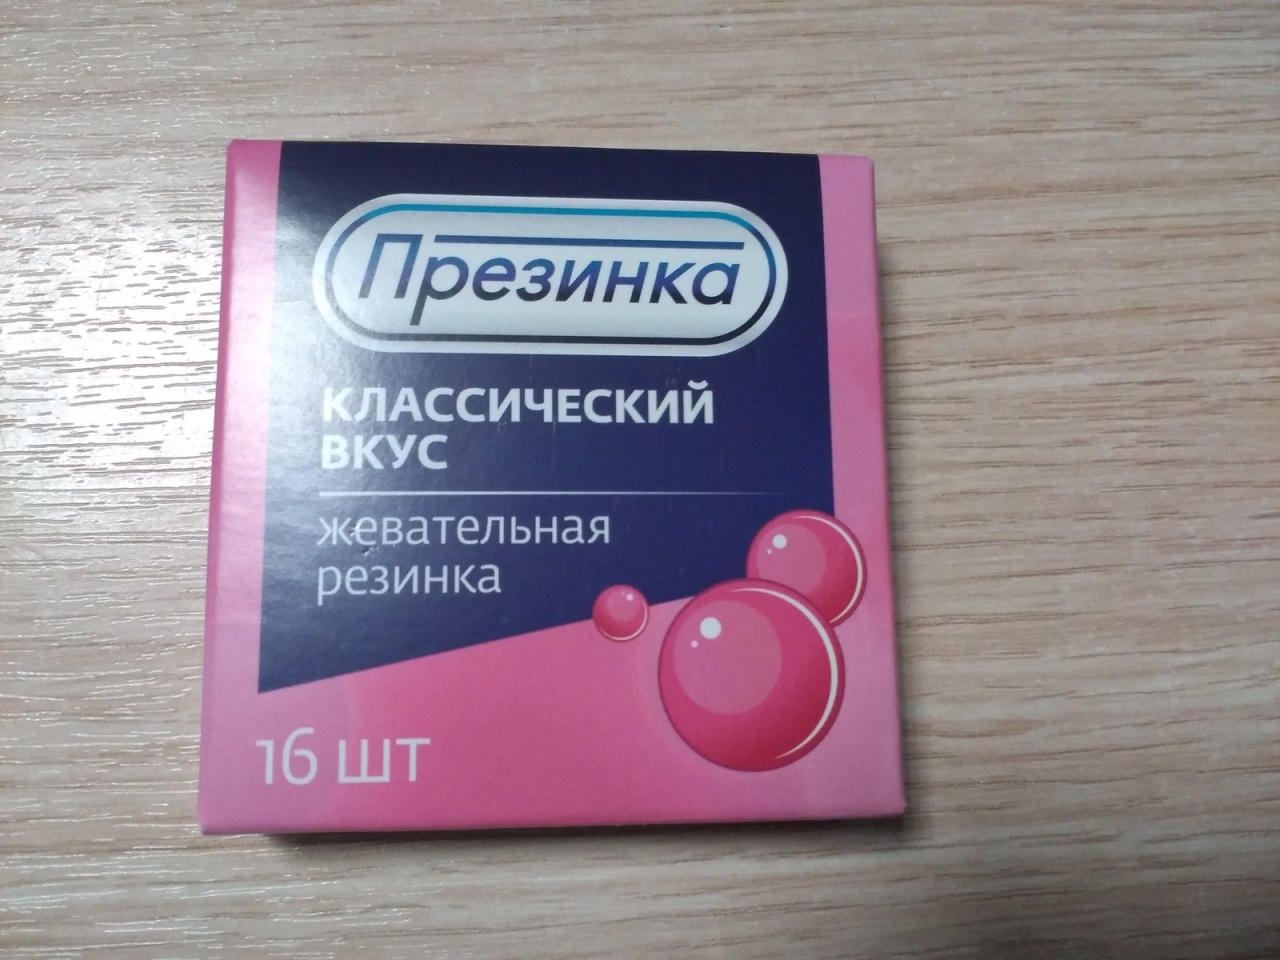 Презинка
КЛАССИЧЕСКИЙ
ВКУС
жевательная
резинка
16 шт